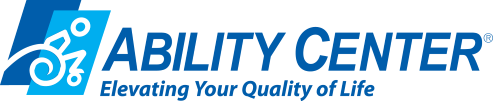 ABILITY CENTER®
Elevating Your Quality of Life